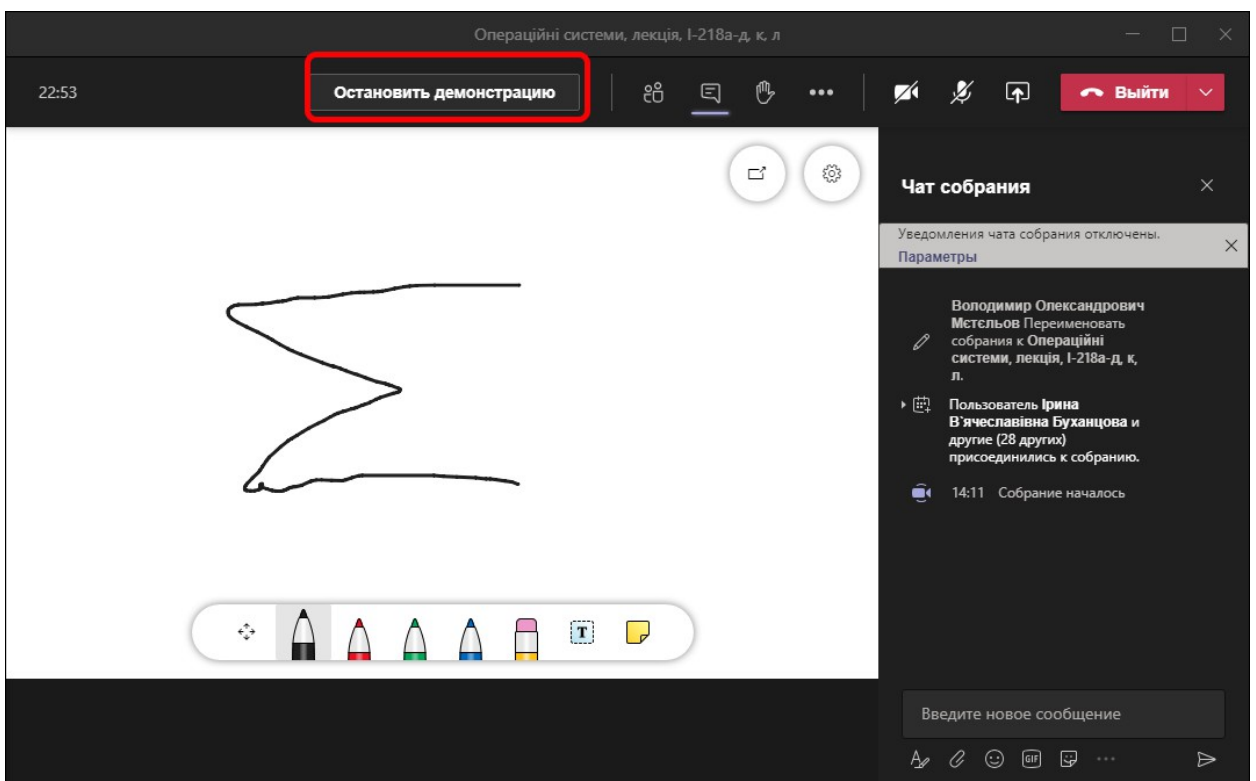 Операційні системи, лекція, І-218а-д, к, л
22:53
Остановить демонстрацию
Выйти
Чат собрания
Уведомления чата собрания отключены.
Параметры
Володимир Олександрович
Мєтєльов Переименовать
собрания к Операційні
системи, лекція, І-218а-д, к,
л.
Пользователь Ірина
В`ячеславівна Буханцова и
другие (28 других)
присоединились к собранию.
14:11 Собрание началось
T
Введите новое сообщение
GIF